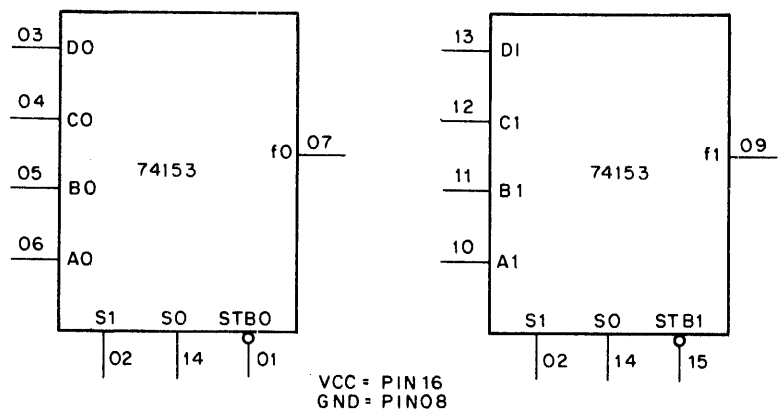 03 D0
04 C0
05 B0
06 A0
74153
f0 07
S1 S0 STB0
02 14 01
13 D1
12 C1
11 B1
10 A1
74153
f1 09
S1 S0 STB1
02 14 15
VCC = PIN 16
GND = PIN08